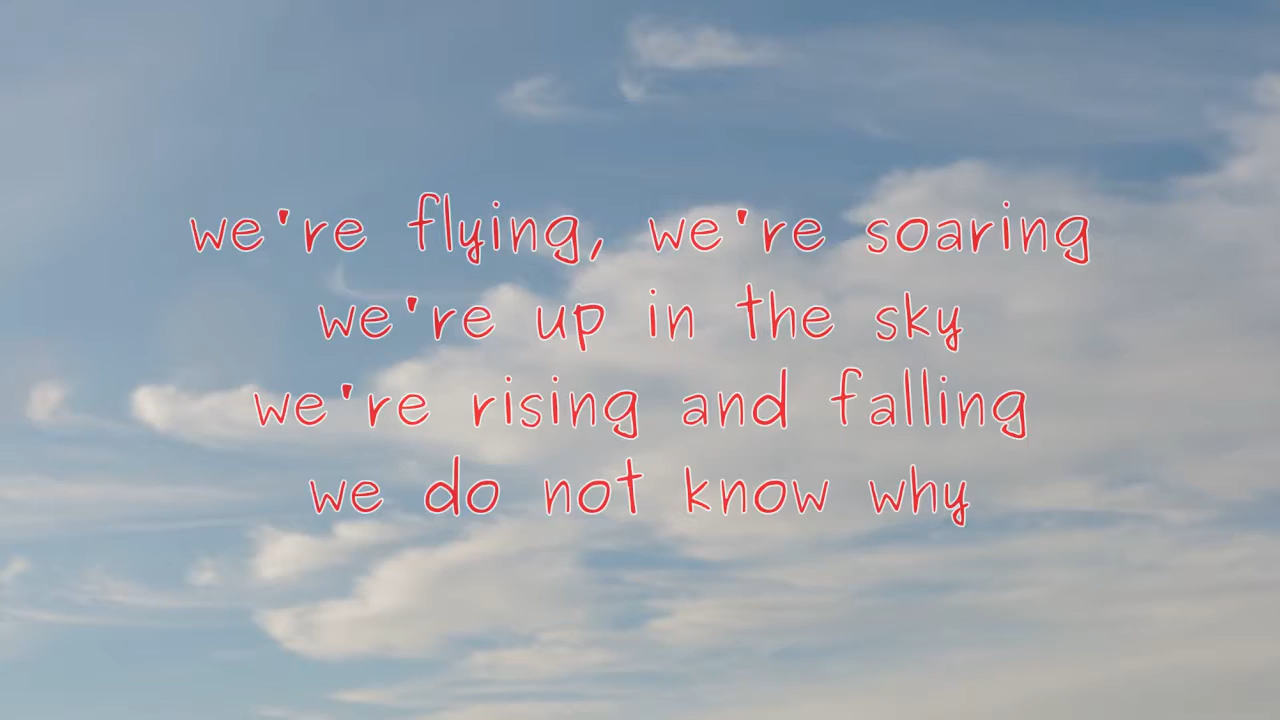 we're flying, we're soaring
we're up in the sky
we're rising and falling
we do not know why